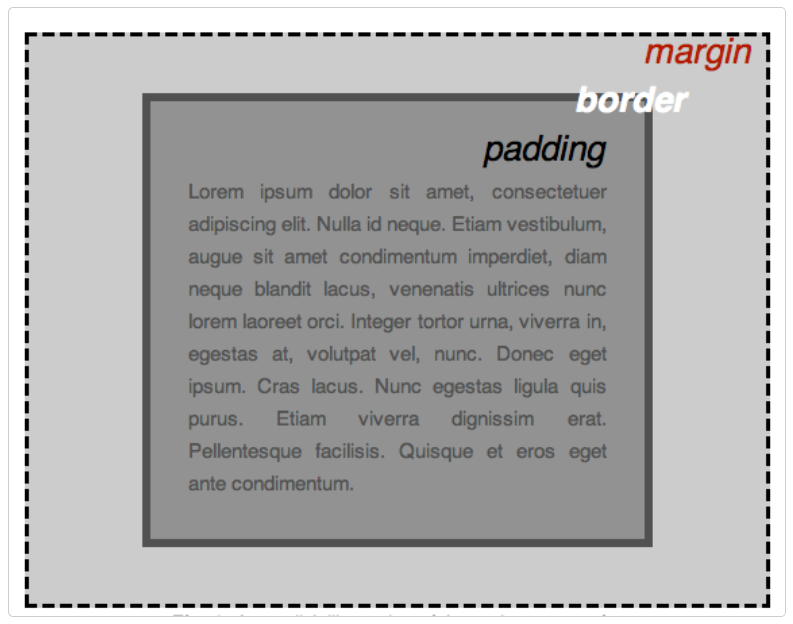 margin
border
padding
Lorem ipsum dolor sit amet, consectetuer
adipiscing elit. Nulla id neque. Etiam vestibulum,
augue sit amet condimentum imperdiet, diam
neque blandit lacus, venenatis ultrices nunc
lorem laoreet orci. Integer tortor urna, viverra in,
egestas at, volutpat vel, nunc. Donec eget
ipsum. Cras lacus. Nunc egestas ligula quis
purus. Etiam viverra dignissim erat.
Pellentesque facilisis. Quisque et eros eget
ante condimentum.